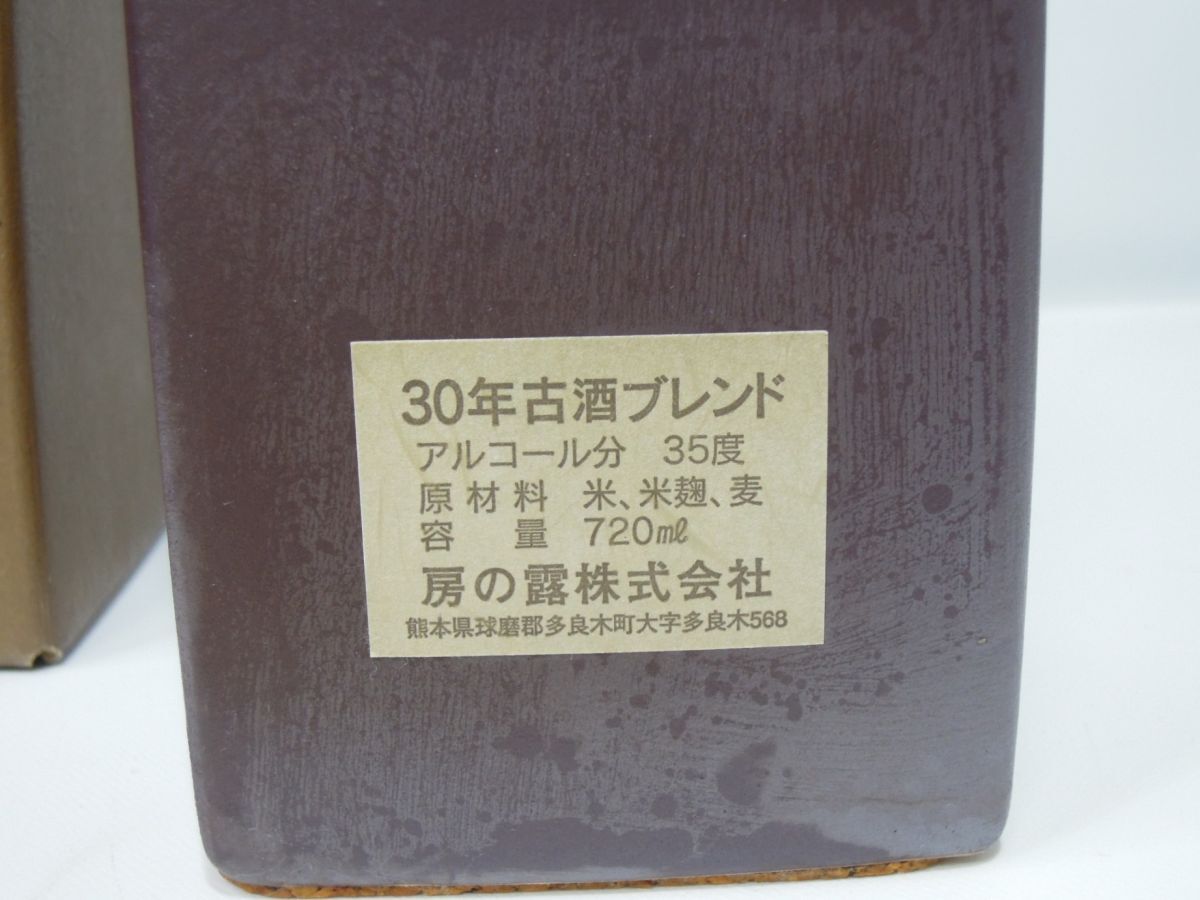 30年古酒ブレンド
アルコール分 35度
原材料 米、米麹、麦
容量 720㎖
房の露株式会社
熊本県球磨郡多良木町大字多良木568